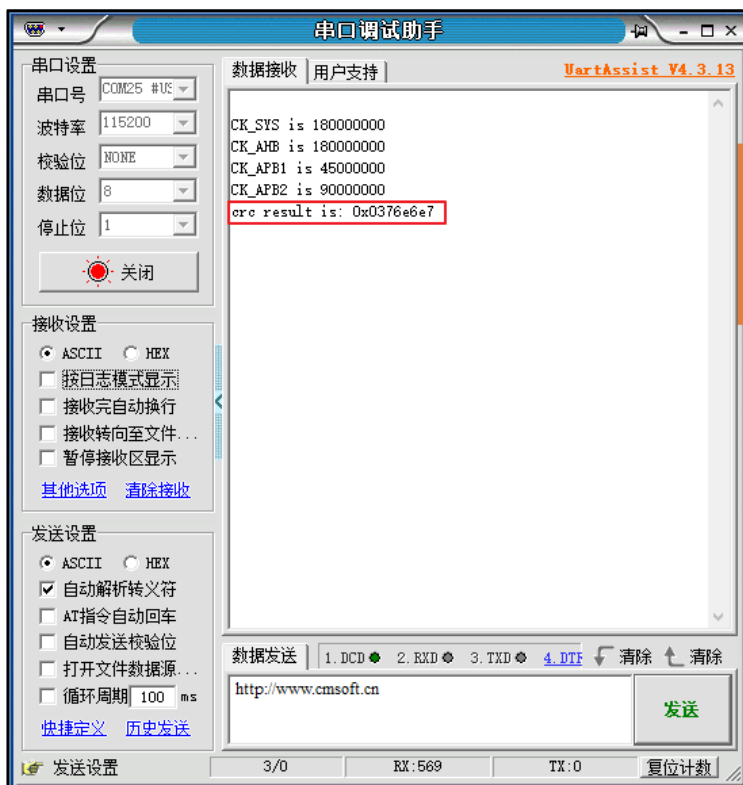 串口调试助手
串口设置
串口号 COM25 #US
波特率 115200
校验位 NONE
数据位 8
停止位 1
关闭
接收设置
ASCII HEX
按日志模式显示
接收完自动换行
接收转向至文件...
暂停接收区显示
其他选项 清除接收
发送设置
ASCII HEX
自动解析转义符
AT指令自动回车
自动发送校验位
打开文件数据源...
循环周期 100 ms
快捷定义 历史发送
数据接收 用户支持 UartAssist V4.3.13
CK_SYS is 180000000
CK_AHB is 180000000
CK_APB1 is 45000000
CK_APB2 is 90000000
crc result is: 0x0376e6e7
数据发送 1.DCD 2.RXD 3.TXD 4.DTR 清除 清除
http://www.cmsoft.cn
发送
发送设置 3/0 RX:569 TX:0 复位计数